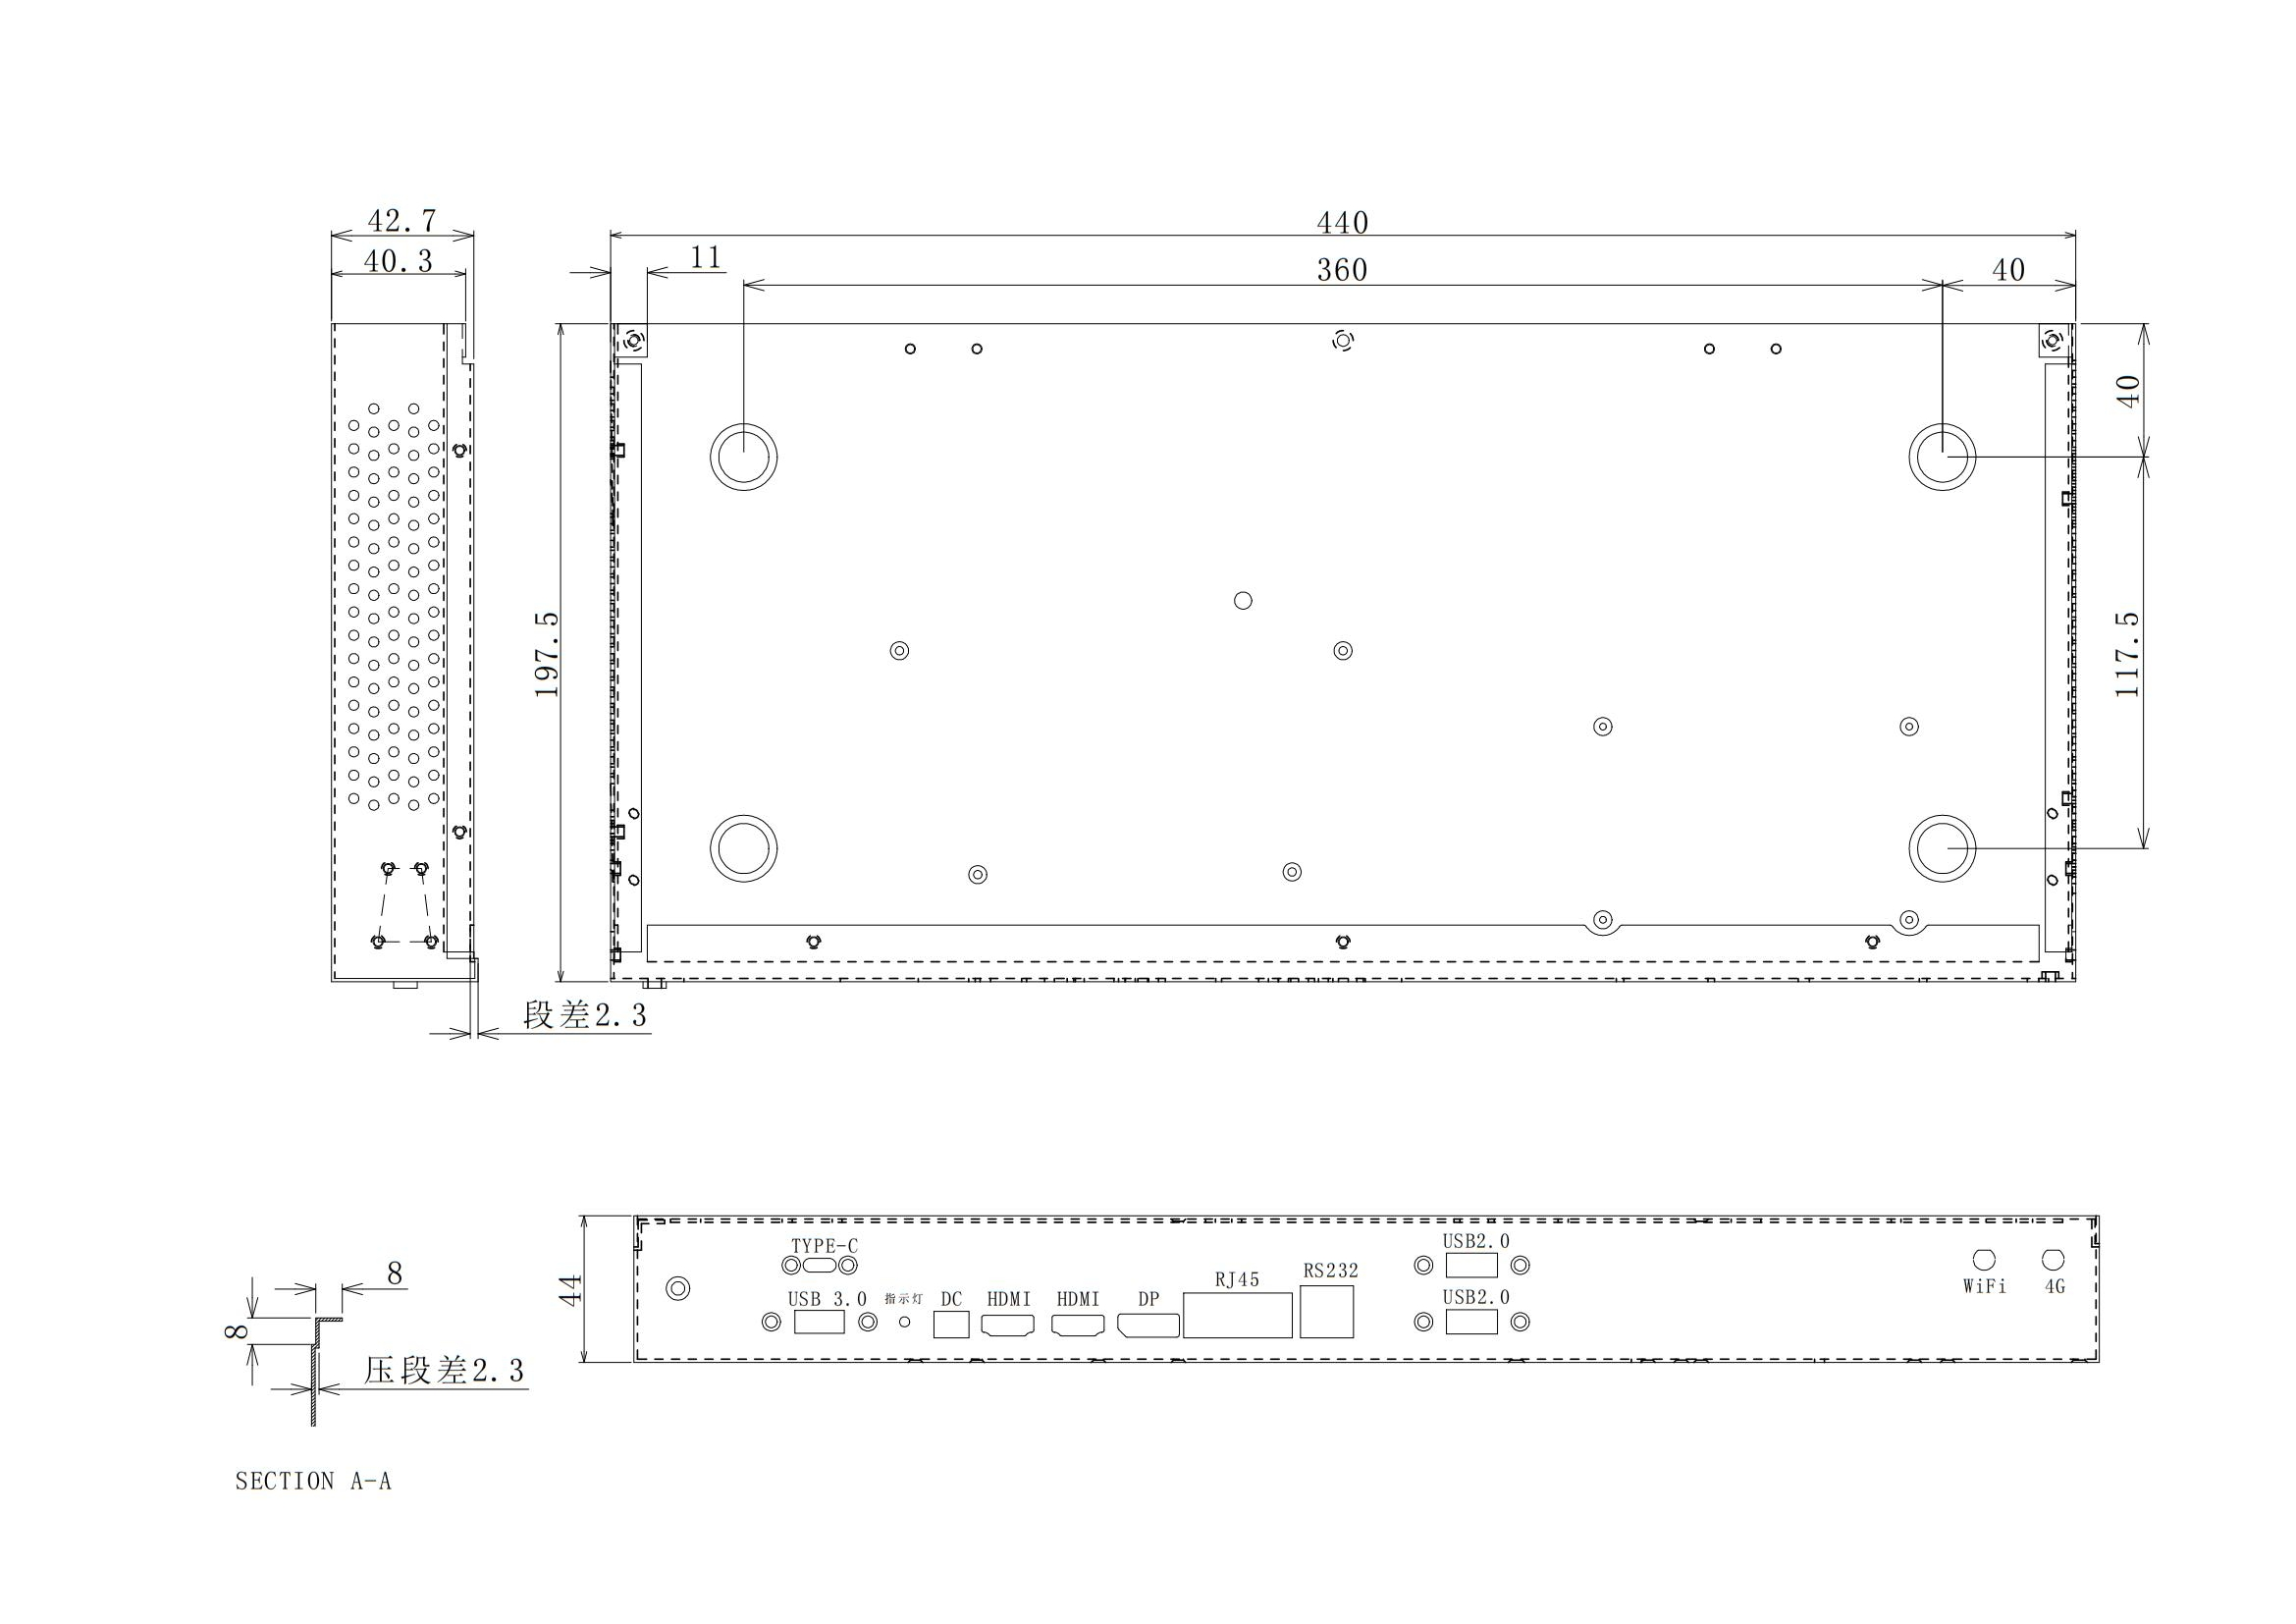 42.7
40.3
440
11
360
40
40
197.5
117.5
段差2.3
TYPE-C
USB 3.0
指示灯
DC
HDMI
HDMI
DP
RJ45
RS232
USB2.0
USB2.0
WiFi
4G
44
8
8
压段差2.3
SECTION A-A